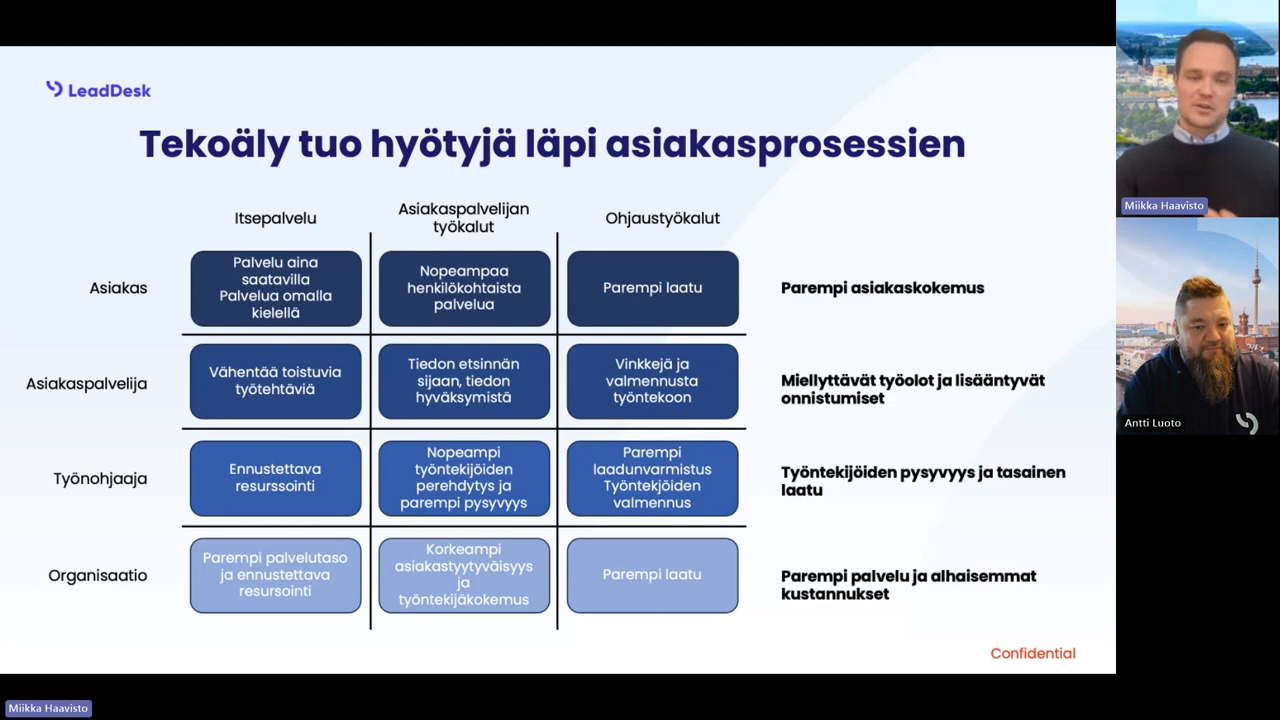 LeadDesk
Tekoäly tuo hyötyjä läpi asiakasprosessien
Itsepalvelu
Asiakaspalvelijan
työkalut
Ohjaustyökalut
Asiakas
Palvelu aina
saatavilla
Palvelua omalla
kielellä
Nopeampaa
henkilökohtaista
palvelua
Parempi laatu
Parempi asiakaskokemus
Asiakaspalvelija
Vähentää toistuvia
työtehtäviä
Tiedon etsinnän
sijaan, tiedon
hyväksymistä
Vinkkejä ja
valmennusta
työntekoon
Miellyttävät työolot ja lisääntyvät
onnistumiset
Työnohjaaja
Ennustettava
resurssointi
Nopeampi
työntekijöiden
perehdytys ja
parempi pysyvyys
Parempi
laadunvarmistus
Työntekjöiden
valmennus
Työntekijöiden pysyvyys ja tasainen
laatu
Organisaatio
Parempi palvelutaso
ja ennustettava
resursointi
Korkeampi
asiakastyytyväisyys
ja
työntekijäkokemus
Parempi laatu
Parempi palvelu ja alhaisemmat
kustannukset
Confidential
Miikka Haavisto
Antti Luoto
Miikka Haavisto